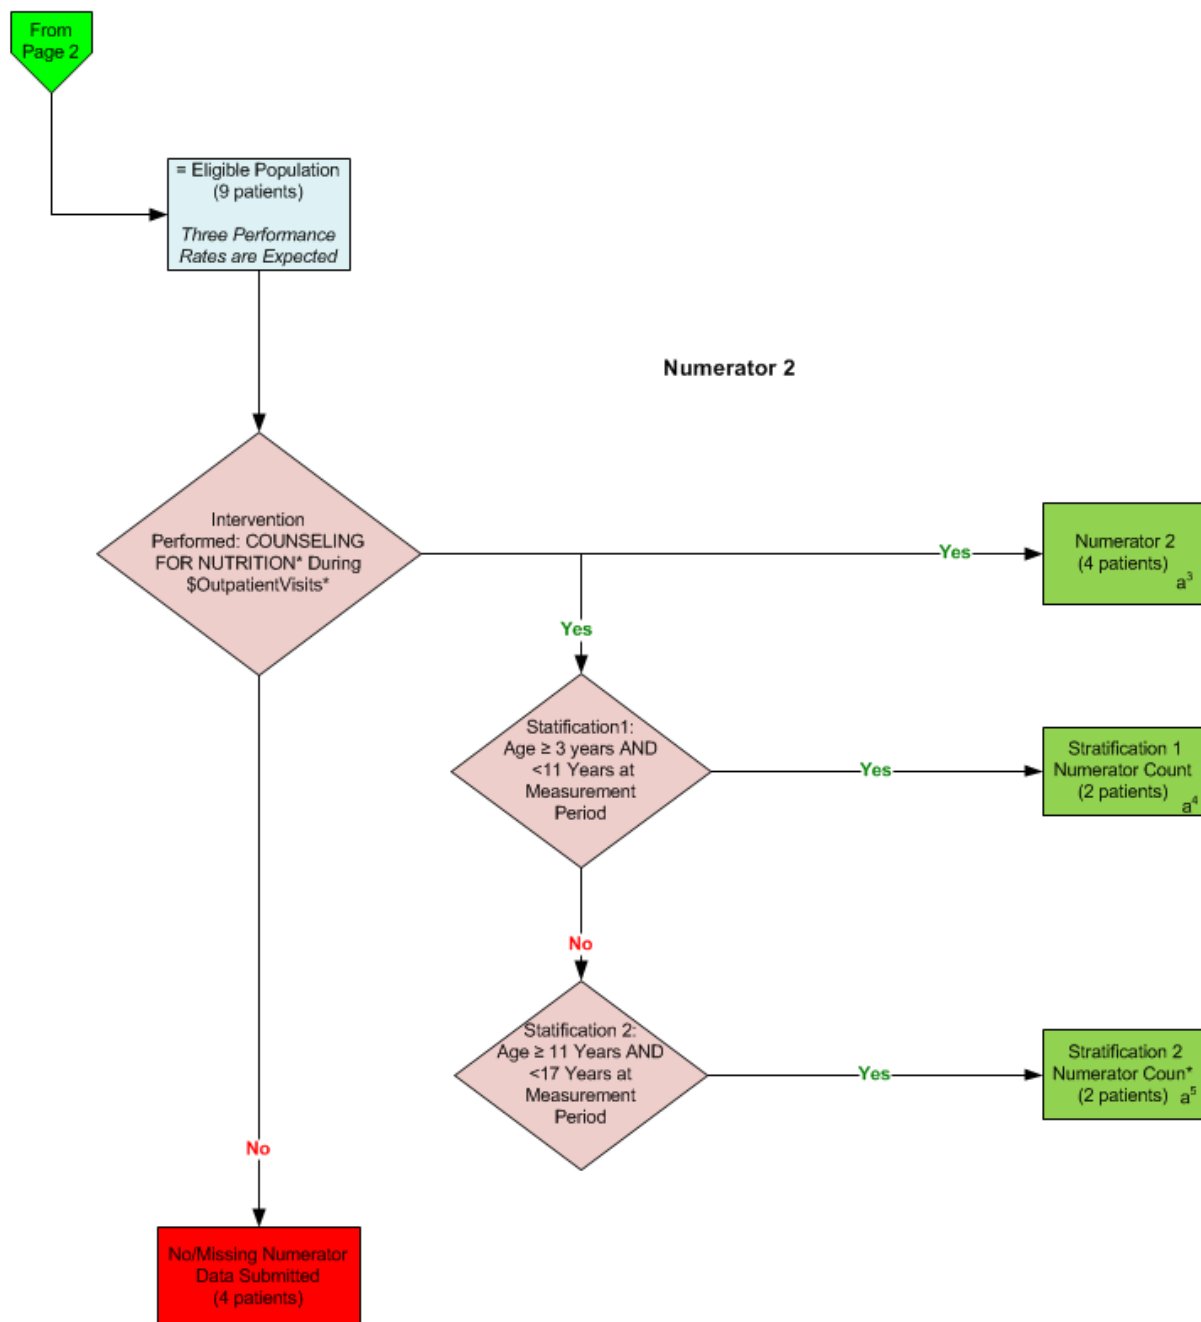 From
Page 2
= Eligible Population
(9 patients)
Three Performance
Rates are Expected
Numerator 2
Intervention
Performed: COUNSELING
FOR NUTRITION* During
$OutpatientVisits*
Yes
Numerator 2
(4 patients)
a³
Yes
Statification1:
Age ≥ 3 years AND
<11 Years at
Measurement
Period
Yes
Stratification 1
Numerator Count
(2 patients)
a⁴
No
Statification 2:
Age ≥ 11 Years AND
<17 Years at
Measurement
Period
Yes
Stratification 2
Numerator Coun*
(2 patients) a⁵
No
No/Missing Numerator
Data Submitted
(4 patients)